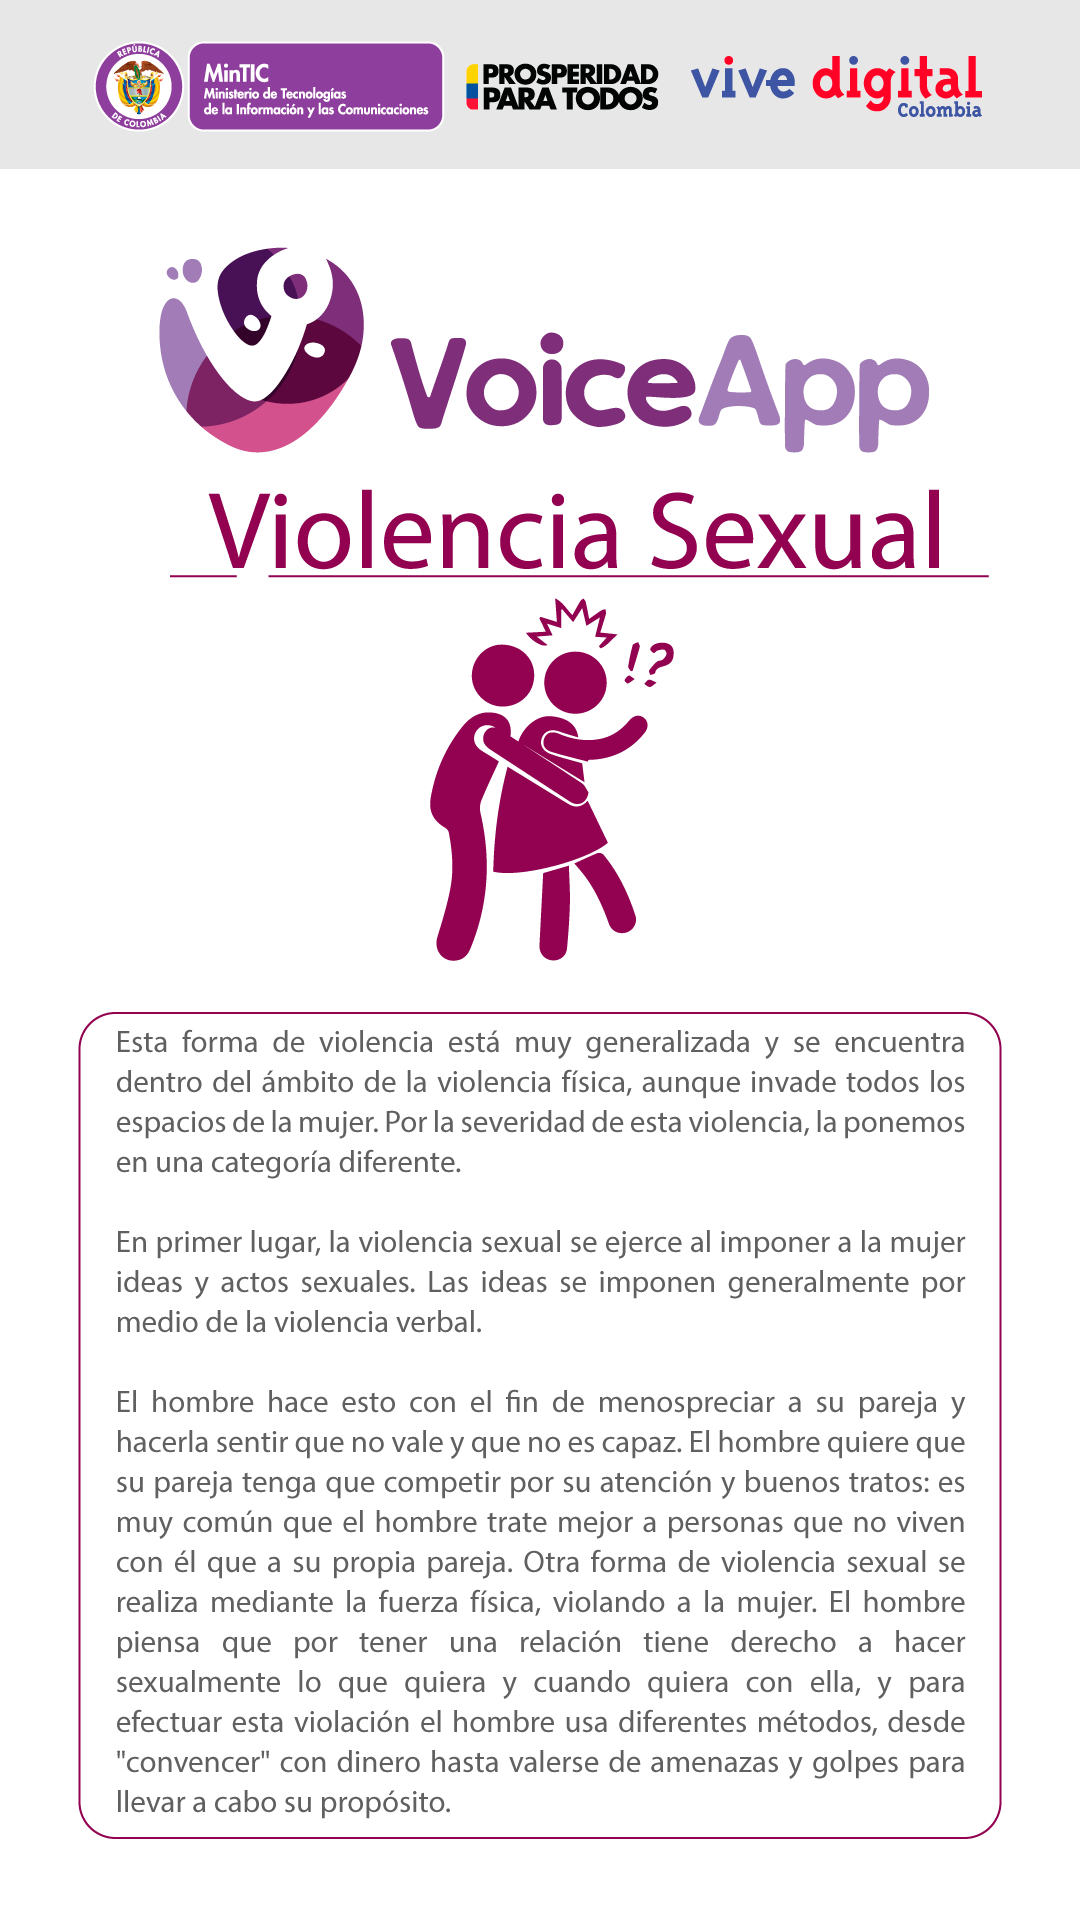 REPÚBLICA
DE COLOMBIA
MinTIC
Ministerio de Tecnologías
de la Información y las Comunicaciones
PROSPERIDAD
PARA TODOS
vive digital
Colombia
VoiceApp
Violencia Sexual
!?
Esta forma de violencia está muy generalizada y se encuentra
dentro del ámbito de la violencia física, aunque invade todos los
espacios de la mujer. Por la severidad de esta violencia, la ponemos
en una categoría diferente.
En primer lugar, la violencia sexual se ejerce al imponer a la mujer
ideas y actos sexuales. Las ideas se imponen generalmente por
medio de la violencia verbal.
El hombre hace esto con el fin de menospreciar a su pareja y
hacerla sentir que no vale y que no es capaz. El hombre quiere que
su pareja tenga que competir por su atención y buenos tratos: es
muy común que el hombre trate mejor a personas que no viven
con él que a su propia pareja. Otra forma de violencia sexual se
realiza mediante la fuerza física, violando a la mujer. El hombre
piensa que por tener una relación tiene derecho a hacer
sexualmente lo que quiera y cuando quiera con ella, y para
efectuar esta violación el hombre usa diferentes métodos, desde
"convencer" con dinero hasta valerse de amenazas y golpes para
llevar a cabo su propósito.